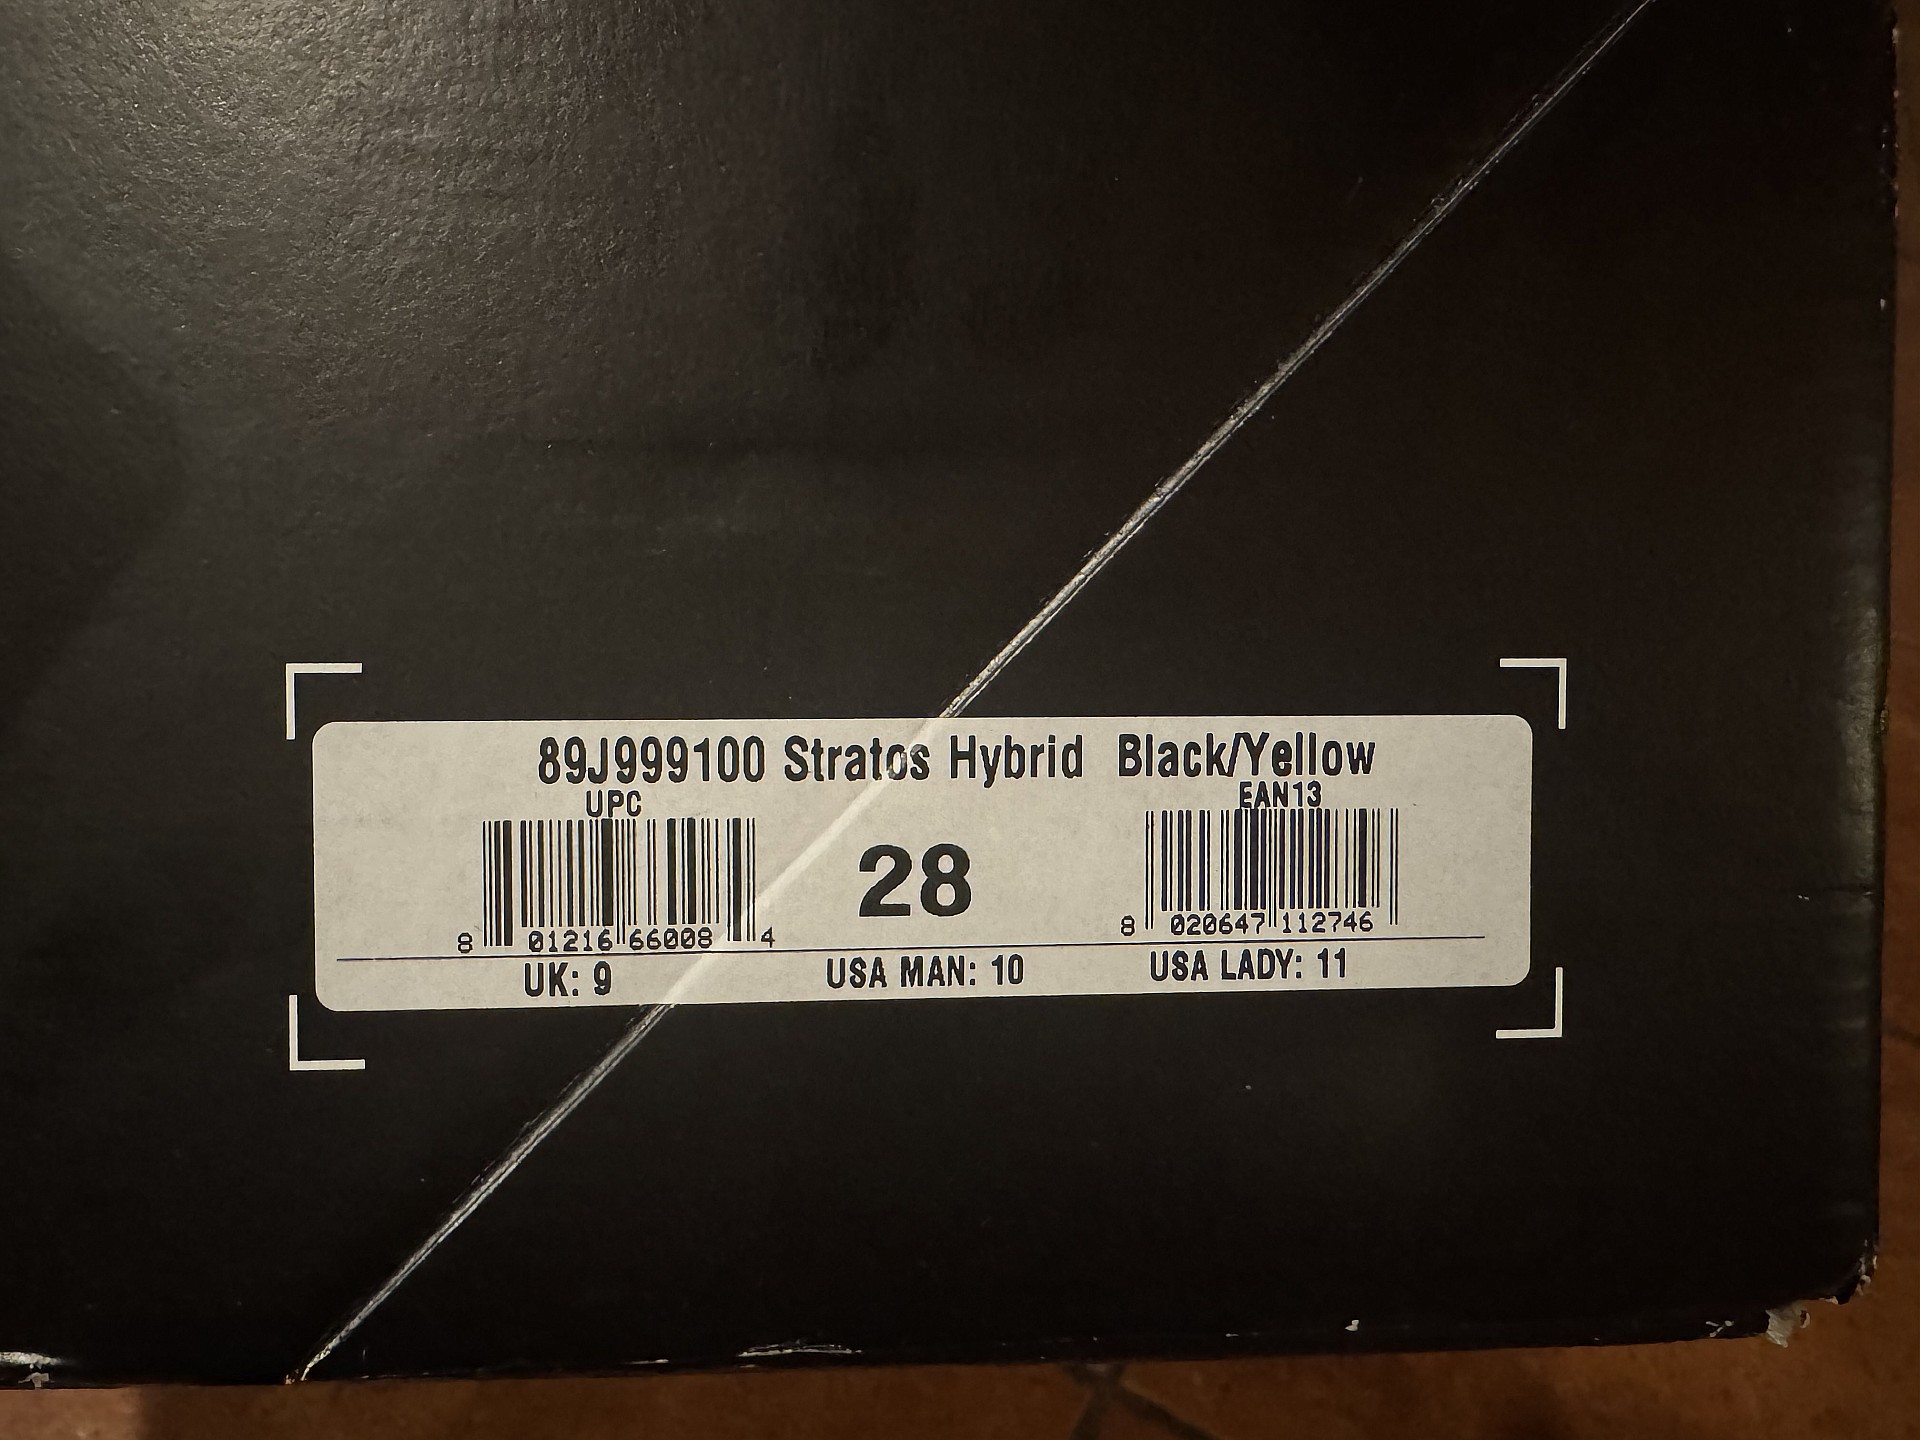 89J999100 Stratos Hybrid  Black/Yellow
UPC
EAN13
8 01216 66008 4
28
8 020647 112746
UK: 9
USA MAN: 10
USA LADY: 11